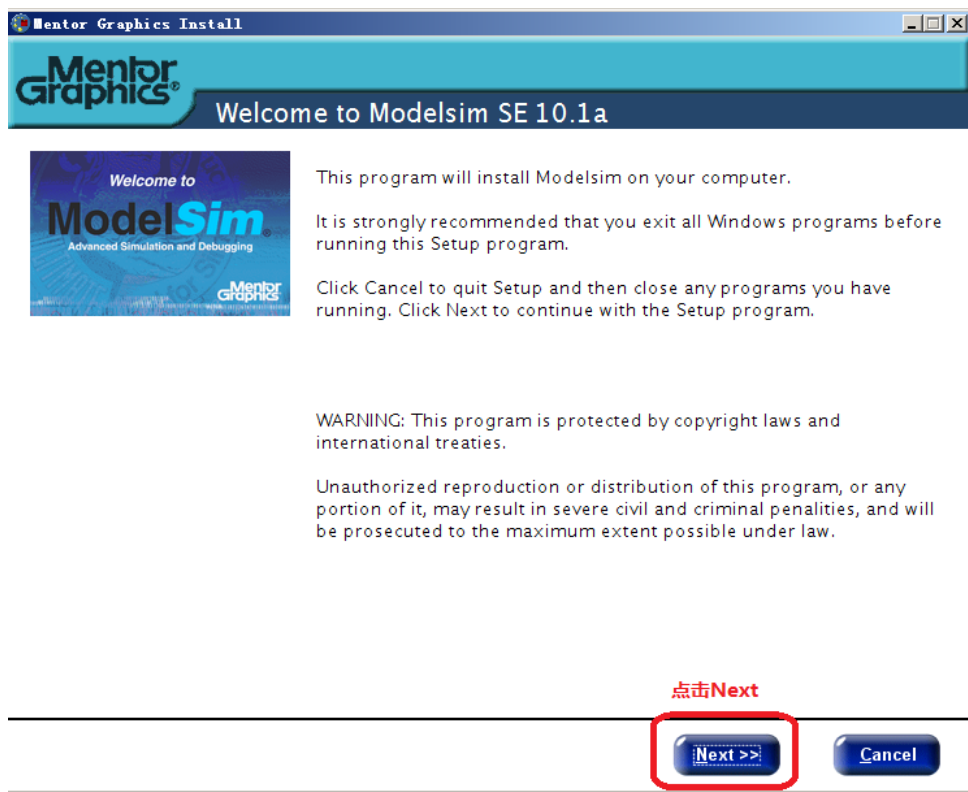 Mentor Graphics Install
Mentor
Graphics®
Welcome to Modelsim SE 10.1a
Welcome to
ModelSim®
Advanced Simulation and Debugging
Mentor
Graphics
This program will install Modelsim on your computer.
It is strongly recommended that you exit all Windows programs before
running this Setup program.
Click Cancel to quit Setup and then close any programs you have
running. Click Next to continue with the Setup program.
WARNING: This program is protected by copyright laws and
international treaties.
Unauthorized reproduction or distribution of this program, or any
portion of it, may result in severe civil and criminal penalities, and will
be prosecuted to the maximum extent possible under law.
点击Next
Next >>
Cancel